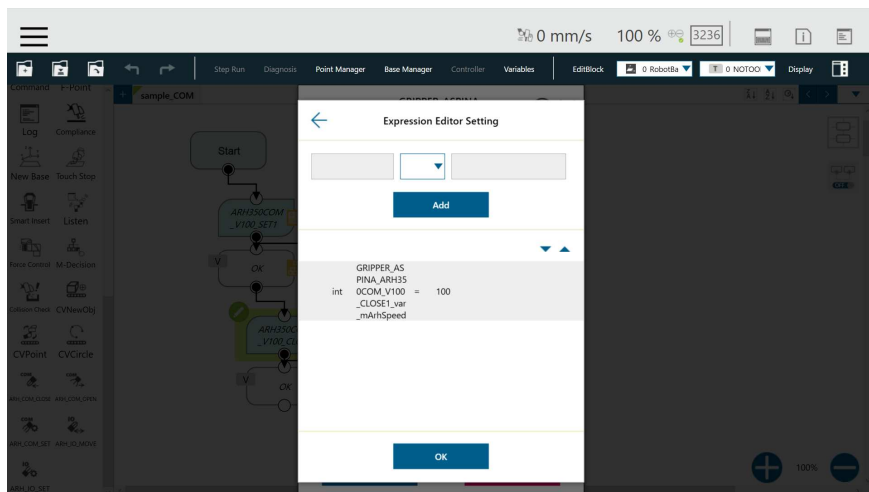 0 mm/s 100 % 3236
Step Run Diagnosis Point Manager Base Manager Controller Variables EditBlock 0 RobotBa T 0 NOTOO Display
Command F-Point + sample_COM
Log Compliance
New Base Touch Stop
Smart Insert Listen
Force Control M-Decision
Collision Check CVNewObj
CVPoint CVCircle
ARH_COM_CLOSE ARH_COM_OPEN
ARH_COM_SET ARH_IO_MOVE
ARH_IO_SET
Start
ARH350COM
_V100_SET1
V OK
ARH350C
_V100_CL
V OK
Expression Editor Setting
Add
GRIPPER_AS
PINA_ARH35
int 0COM_V100 = 100
_CLOSE1_var
_mArhSpeed
OK
100%